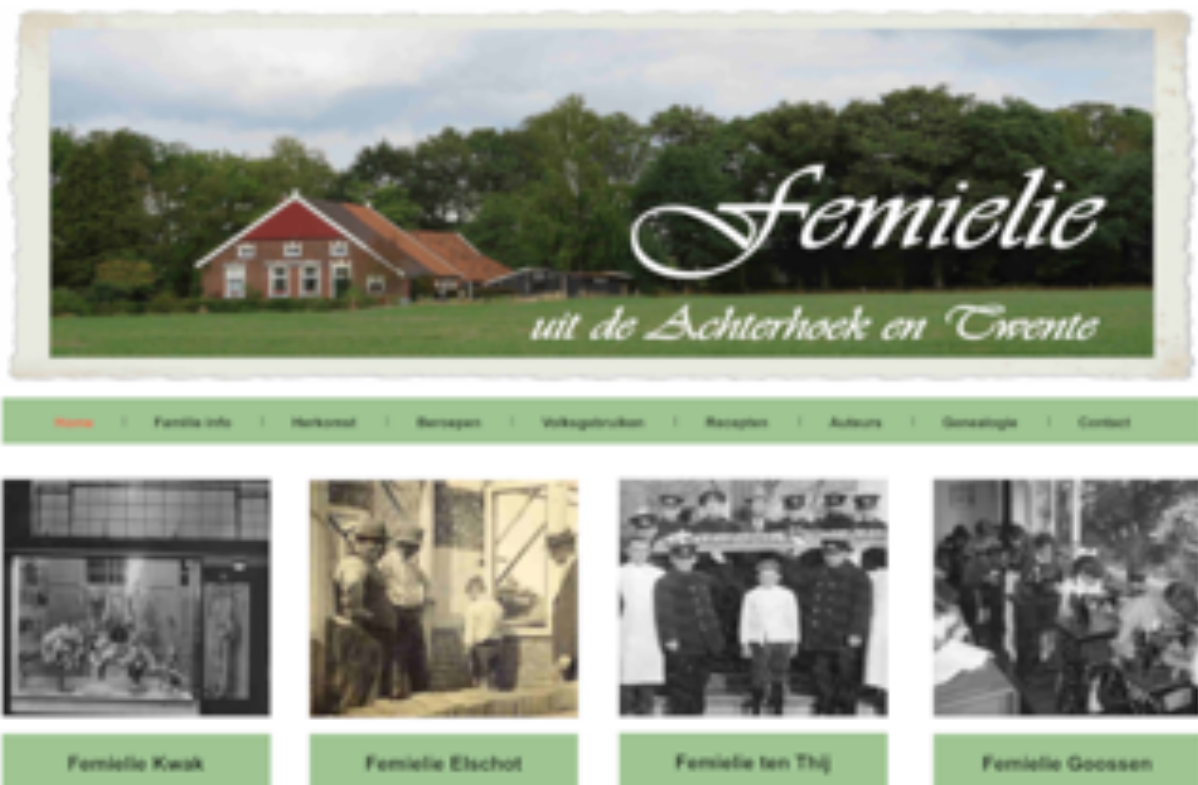 Femielie
uit de Achterhoek en Twente
Home | Familie info | Herkomst | Beroepen | Volksgebruiken | Recepten | Auteurs | Genealogie | Contact
Femielie Kwak
Femielie Elschot
Femielie ten Thij
Femielie Goossen